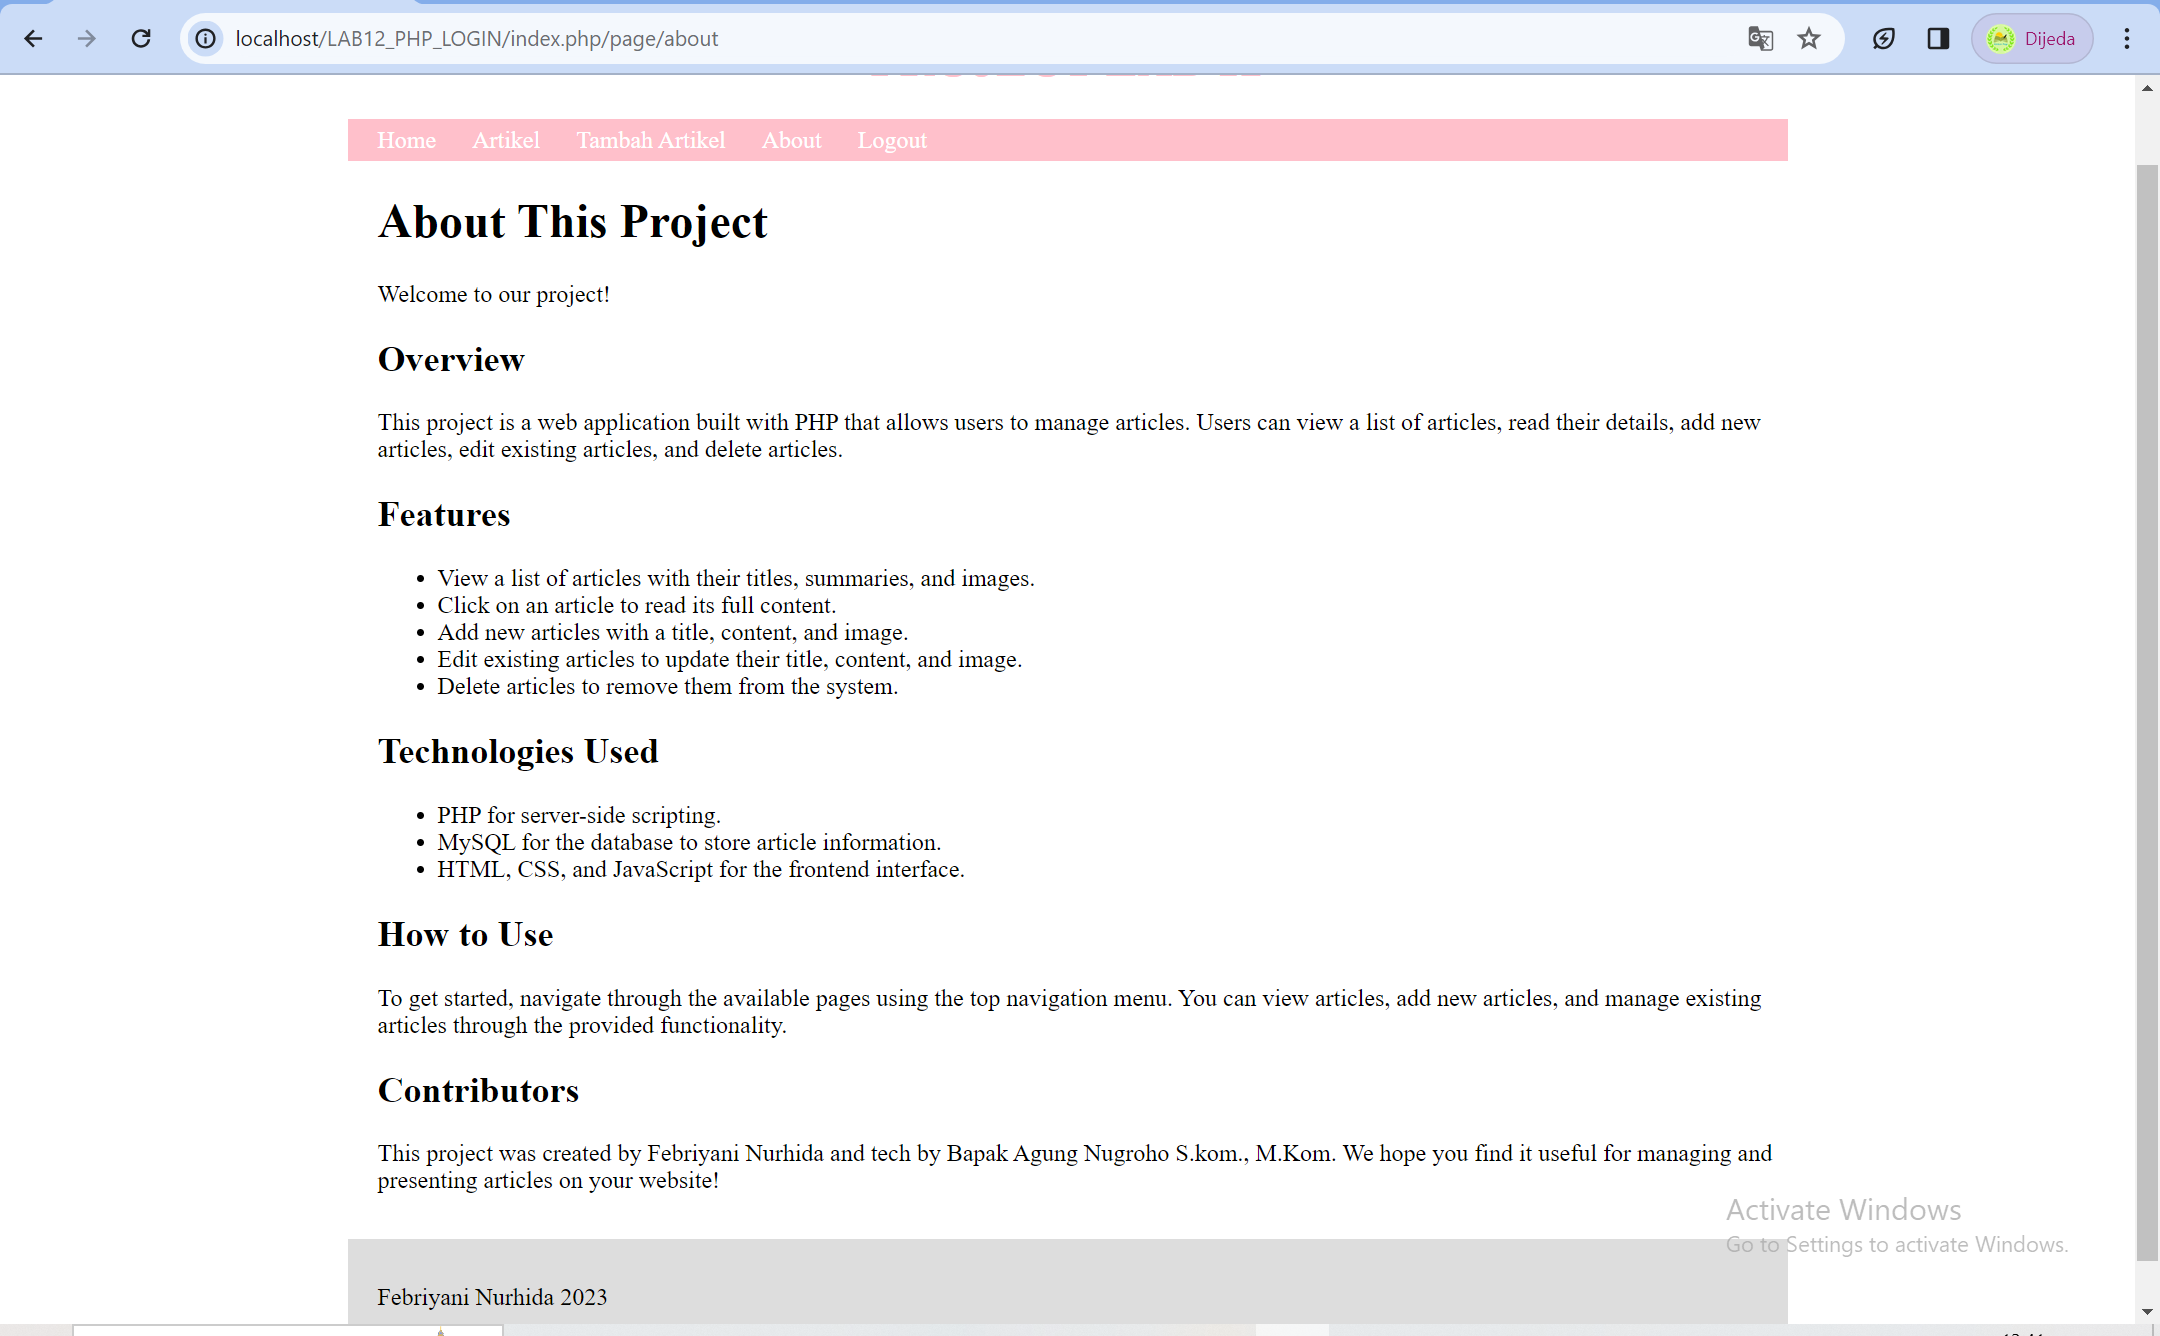 localhost/LAB12_PHP_LOGIN/index.php/page/about
Dijeda
Home Artikel Tambah Artikel About Logout
About This Project
Welcome to our project!
Overview
This project is a web application built with PHP that allows users to manage articles. Users can view a list of articles, read their details, add new
articles, edit existing articles, and delete articles.
Features
• View a list of articles with their titles, summaries, and images.
• Click on an article to read its full content.
• Add new articles with a title, content, and image.
• Edit existing articles to update their title, content, and image.
• Delete articles to remove them from the system.
Technologies Used
• PHP for server-side scripting.
• MySQL for the database to store article information.
• HTML, CSS, and JavaScript for the frontend interface.
How to Use
To get started, navigate through the available pages using the top navigation menu. You can view articles, add new articles, and manage existing
articles through the provided functionality.
Contributors
This project was created by Febriyani Nurhida and tech by Bapak Agung Nugroho S.kom., M.Kom. We hope you find it useful for managing and
presenting articles on your website!
Activate Windows
Go to Settings to activate Windows.
Febriyani Nurhida 2023